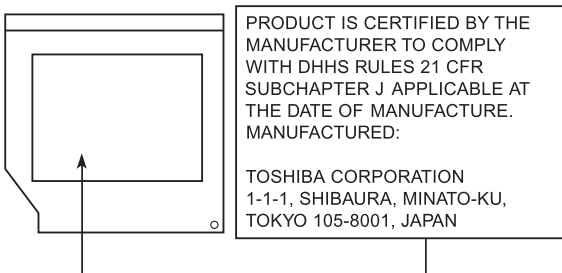 PRODUCT IS CERTIFIED BY THE
MANUFACTURER TO COMPLY
WITH DHHS RULES 21 CFR
SUBCHAPTER J APPLICABLE AT
THE DATE OF MANUFACTURE.
MANUFACTURED:
TOSHIBA CORPORATION
1-1-1, SHIBAURA, MINATO-KU,
TOKYO 105-8001, JAPAN